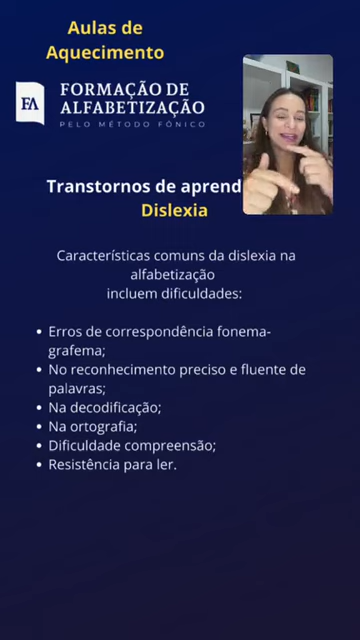 Aulas de
Aquecimento
FA
FORMAÇÃO DE
ALFABETIZAÇÃO
PELO MÉTODO FÔNICO
Transtornos de aprend
Dislexia
Características comuns da dislexia na
alfabetização
incluem dificuldades:
• Erros de correspondência fonema-
grafema;
• No reconhecimento preciso e fluente de
palavras;
• Na decodificação;
• Na ortografia;
• Dificuldade compreensão;
• Resistência para ler.